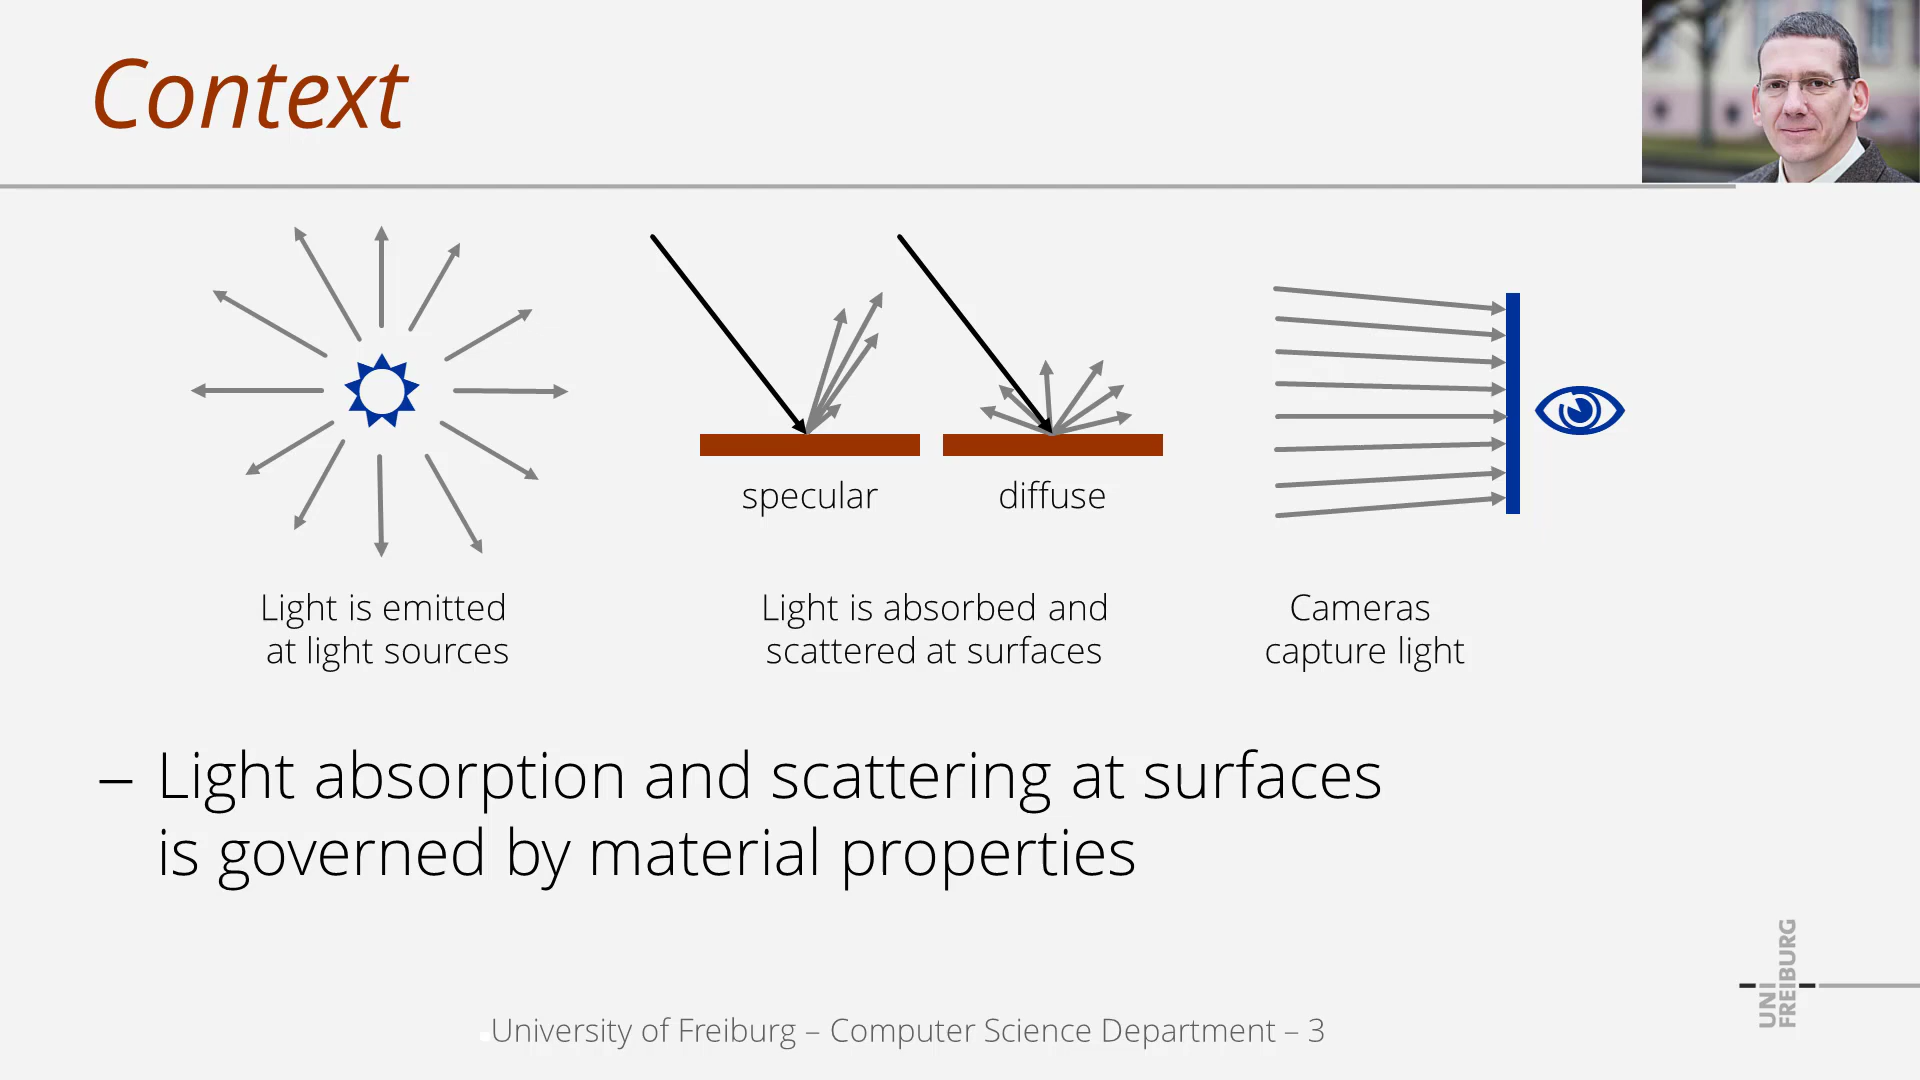 Context
specular
diffuse
Light is emitted
at light sources
Light is absorbed and
scattered at surfaces
Cameras
capture light
– Light absorption and scattering at surfaces
is governed by material properties
UNI
FREIBURG
University of Freiburg – Computer Science Department – 3